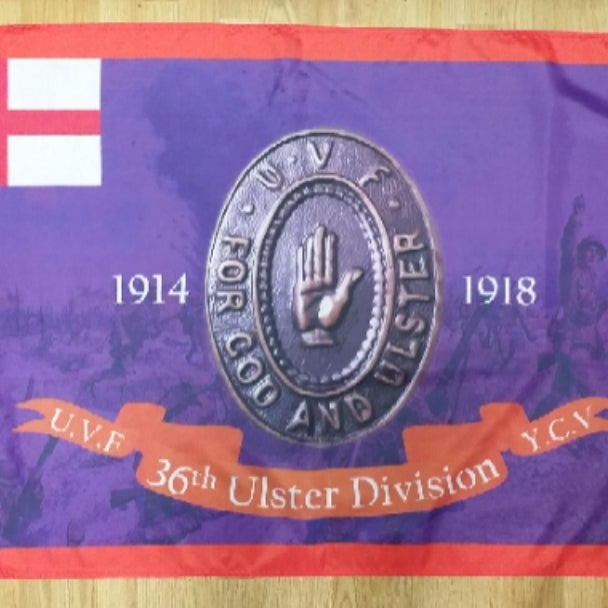 U.V.F.
FOR GOD AND ULSTER
1914
1918
U.V.F
36th Ulster Division
Y.C.V